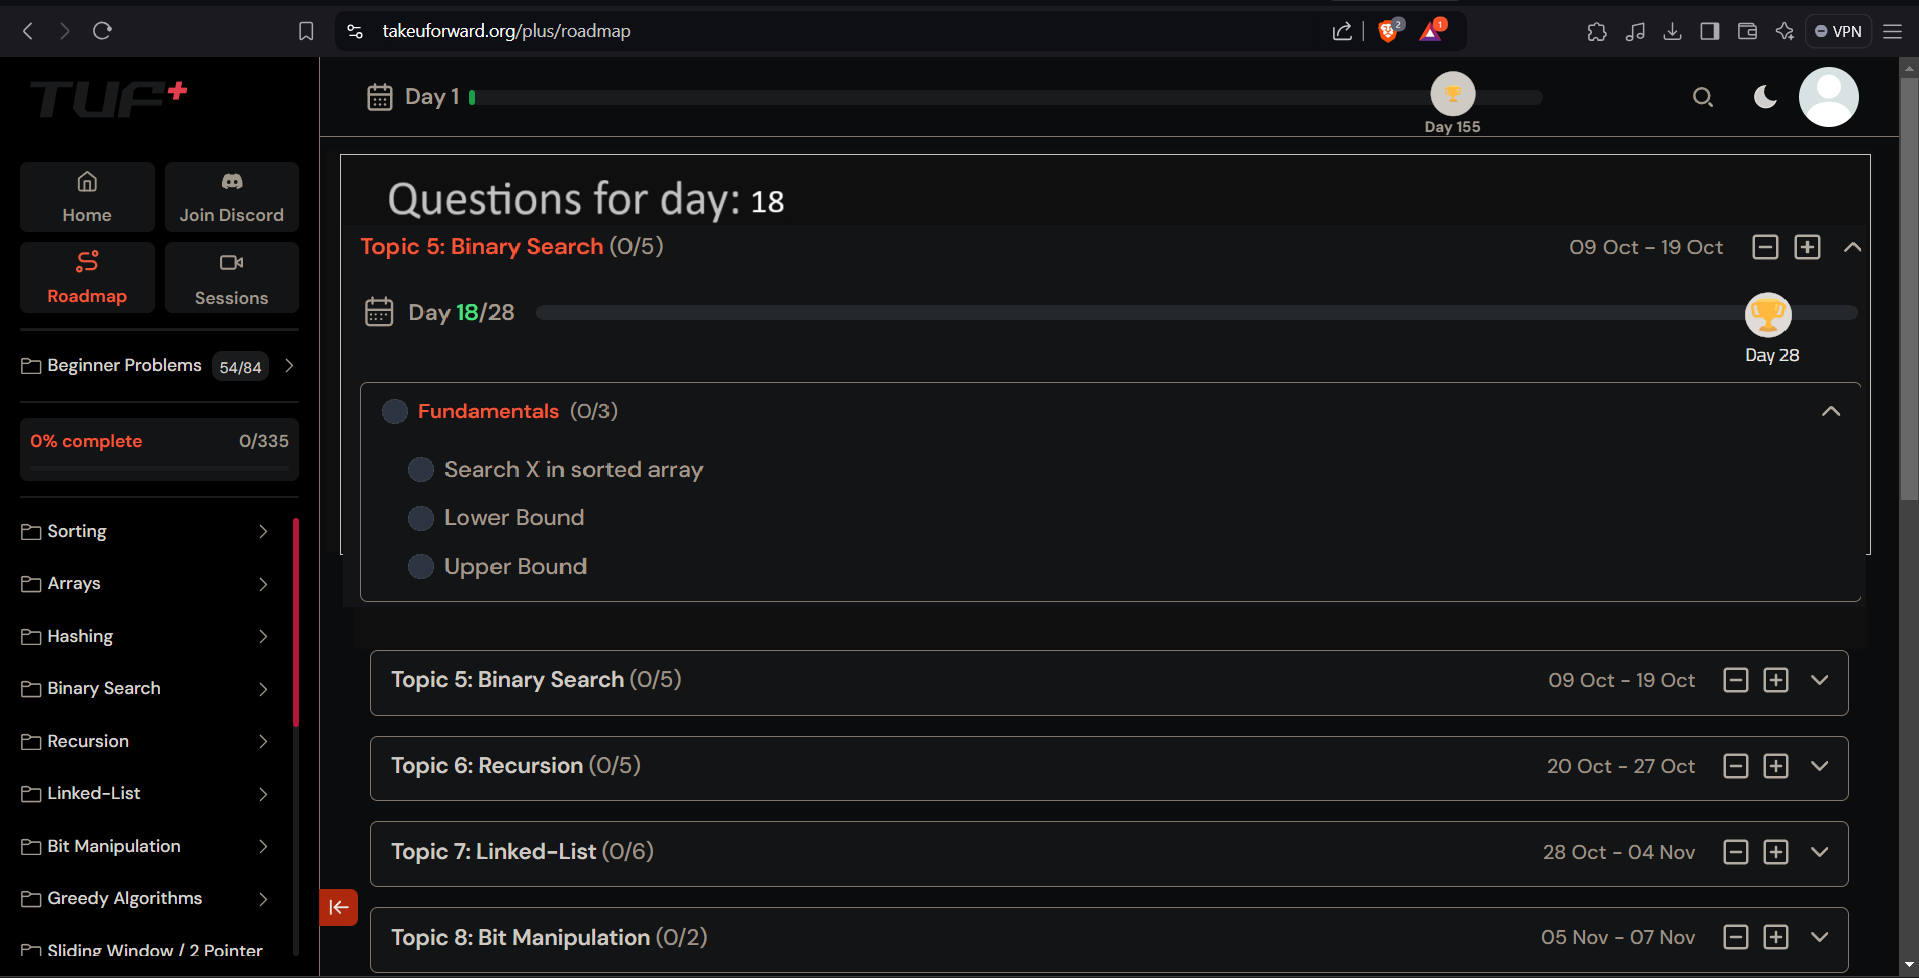 takeuforward.org/plus/roadmap
2
1
VPN
TUF+
Home
Join Discord
Roadmap
Sessions
Beginner Problems 54/84
0% complete 0/335
Sorting
Arrays
Hashing
Binary Search
Recursion
Linked-List
Bit Manipulation
Greedy Algorithms
Sliding Window / 2 Pointer
Day 1
Day 155
Questions for day: 18
Topic 5: Binary Search (0/5) 09 Oct - 19 Oct
Day 18/28
Day 28
Fundamentals (0/3)
Search X in sorted array
Lower Bound
Upper Bound
Topic 5: Binary Search (0/5) 09 Oct - 19 Oct
Topic 6: Recursion (0/5) 20 Oct - 27 Oct
Topic 7: Linked-List (0/6) 28 Oct - 04 Nov
Topic 8: Bit Manipulation (0/2) 05 Nov - 07 Nov